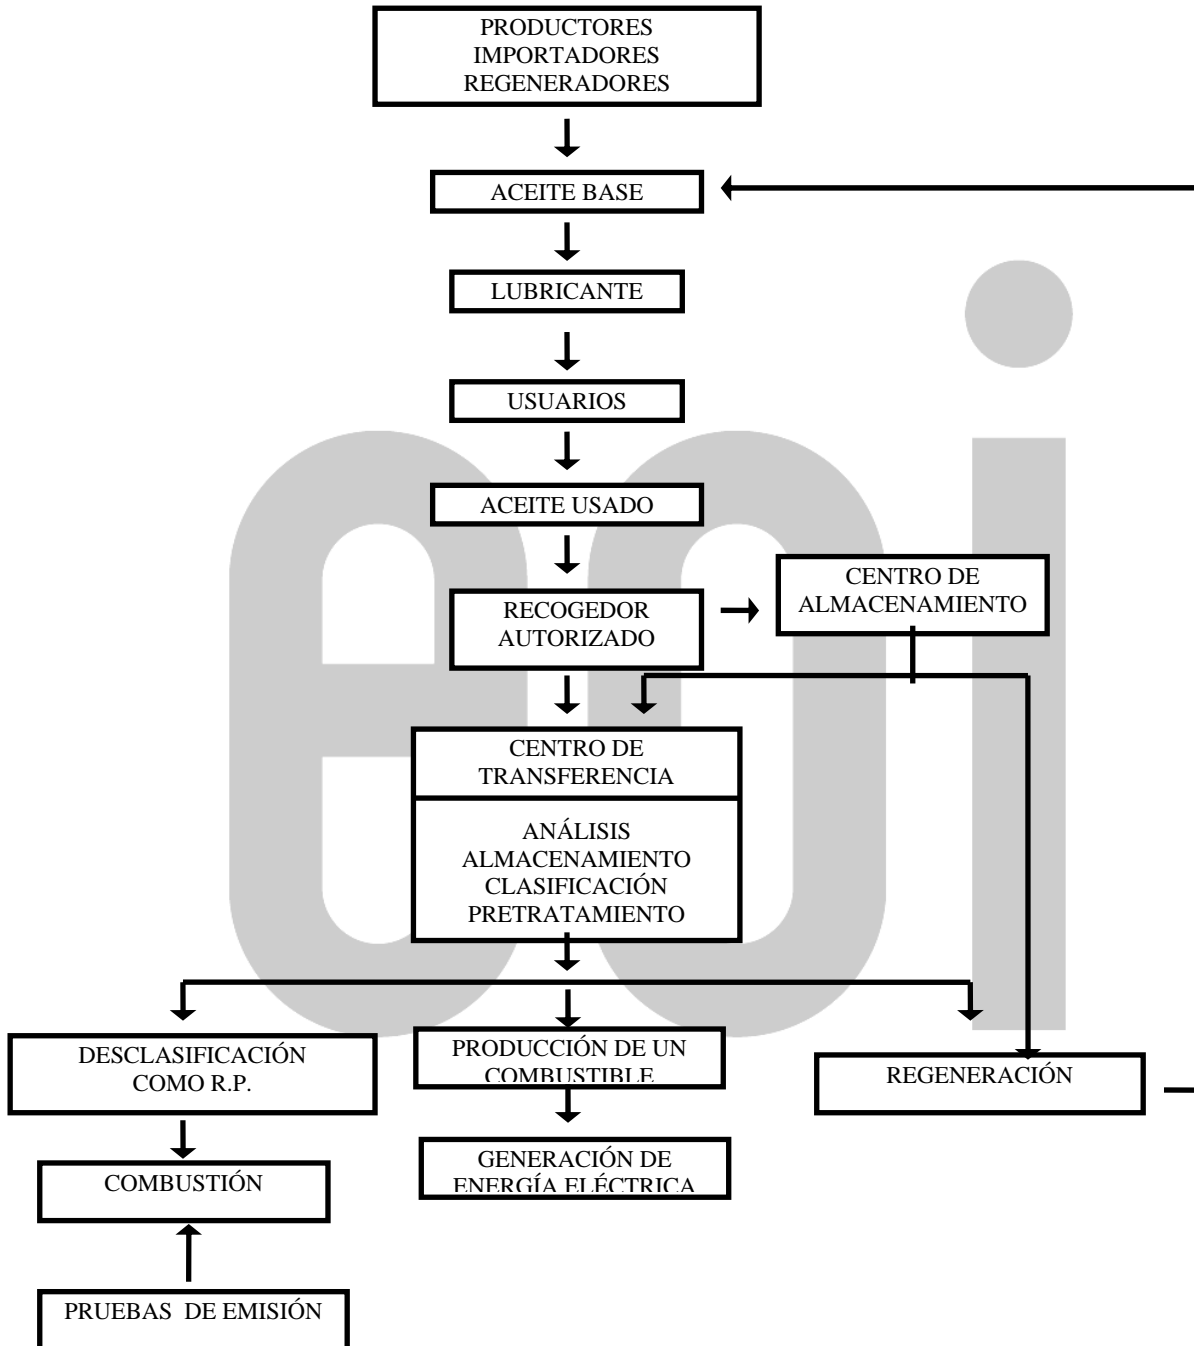 PRODUCTORES
IMPORTADORES
REGENERADORES
ACEITE BASE
LUBRICANTE
USUARIOS
ACEITE USADO
RECOGEDOR
AUTORIZADO
CENTRO DE
ALMACENAMIENTO
CENTRO DE
TRANSFERENCIA
ANÁLISIS
ALMACENAMIENTO
CLASIFICACIÓN
PRETRATAMIENTO
DESCLASIFICACIÓN
COMO R.P.
PRODUCCIÓN DE UN
COMBUSTIBLE
REGENERACIÓN
COMBUSTIÓN
GENERACIÓN DE
ENERGÍA ELÉCTRICA
PRUEBAS DE EMISIÓN
eoi